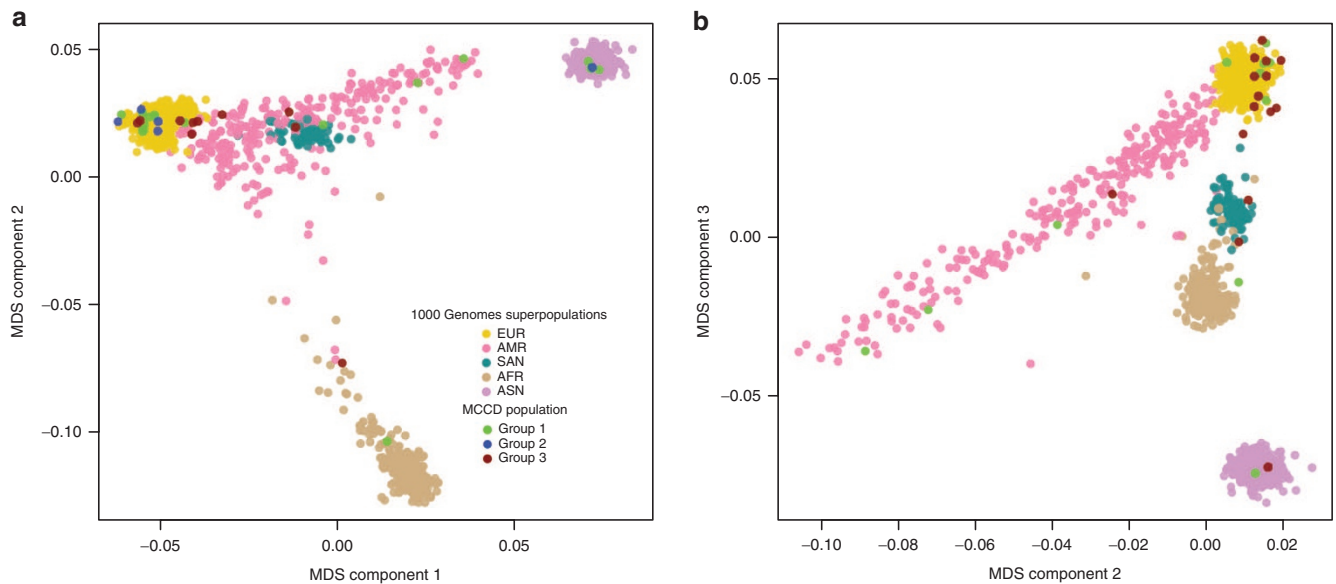 a
0.05
0.00
−0.05
−0.10
MDS component 2
−0.05
0.00
0.05
MDS component 1
1000 Genomes superpopulations
EUR
AMR
SAN
AFR
ASN
MCCD population
Group 1
Group 2
Group 3
b
0.05
0.00
−0.05
MDS component 3
−0.10
−0.08
−0.06
−0.04
−0.02
0.00
0.02
MDS component 2